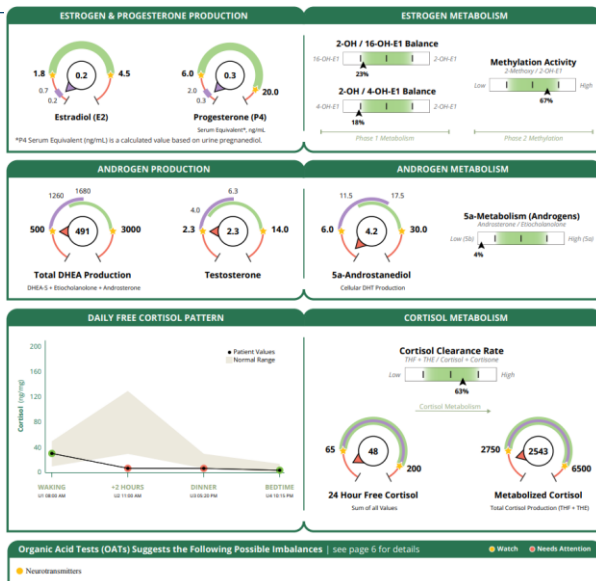 ESTROGEN & PROGESTERONE PRODUCTION
ESTROGEN METABOLISM
0.2
1.8
4.5
0.7
0.2
Estradiol (E2)
0.3
6.0
20.0
2.0
0.3
Progesterone (P4)
Serum Equivalent*, ng/mL
*P4 Serum Equivalent (ng/mL) is a calculated value based on urine pregnanediol.
2-OH / 16-OH-E1 Balance
16-OH-E1
2-OH-E1
23%
2-OH / 4-OH-E1 Balance
4-OH-E1
2-OH-E1
18%
Phase 1 Metabolism
Methylation Activity
2-Methoxy / 2-OH-E1
Low
High
67%
Phase 2 Methylation
ANDROGEN PRODUCTION
ANDROGEN METABOLISM
1260
1680
500
491
3000
Total DHEA Production
DHEA-S + Etiocholanolone + Androsterone
6.3
4.0
2.3
2.3
14.0
Testosterone
11.5
17.5
6.0
4.2
30.0
5a-Androstanediol
Cellular DHT Production
5a-Metabolism (Androgens)
Androsterone / Etiocholanolone
Low (5b)
High (5a)
4%
DAILY FREE CORTISOL PATTERN
CORTISOL METABOLISM
Cortisol (ng/mg)
200
160
120
80
40
0
Patient Values
Normal Range
WAKING
U1 08:00 AM
+2 HOURS
U2 11:00 AM
DINNER
U3 05:20 PM
BEDTIME
U4 10:15 PM
Cortisol Clearance Rate
THF + THE / Cortisol + Cortisone
Low
High
63%
Cortisol Metabolism
65
48
200
24 Hour Free Cortisol
Sum of all Values
2750
2543
6500
Metabolized Cortisol
Total Cortisol Production (THF + THE)
Organic Acid Tests (OATs) Suggests the Following Possible Imbalances | see page 6 for details
Watch
Needs Attention
Neurotransmitters